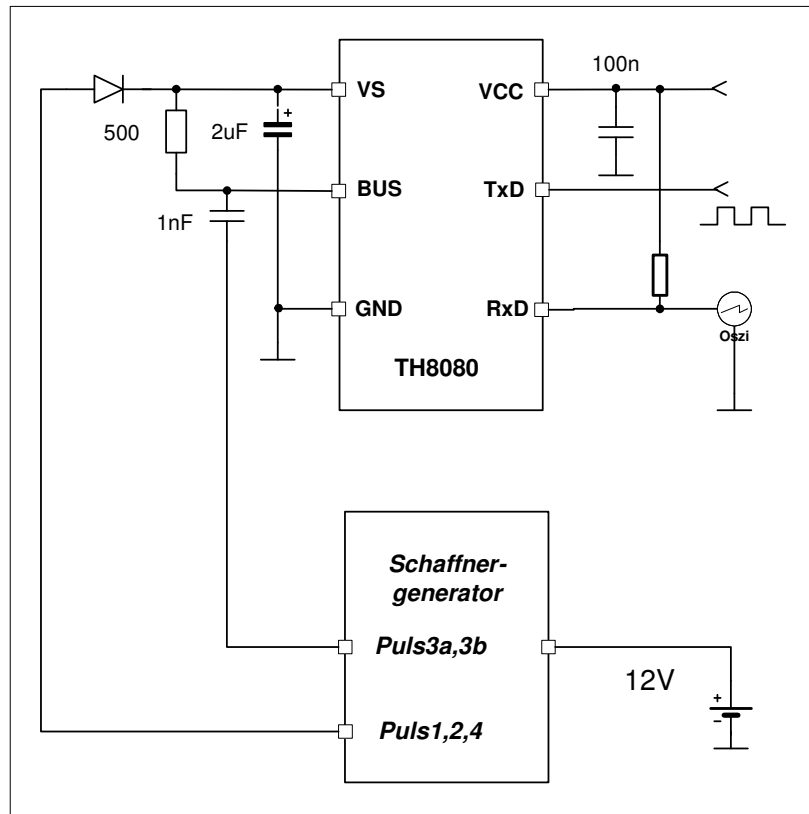 100n
VS
VCC
500
2uF
+
BUS
TxD
1nF
GND
RxD
Oszi
TH8080
Schaffner-
generator
Puls3a,3b
12V
+
−
Puls1,2,4